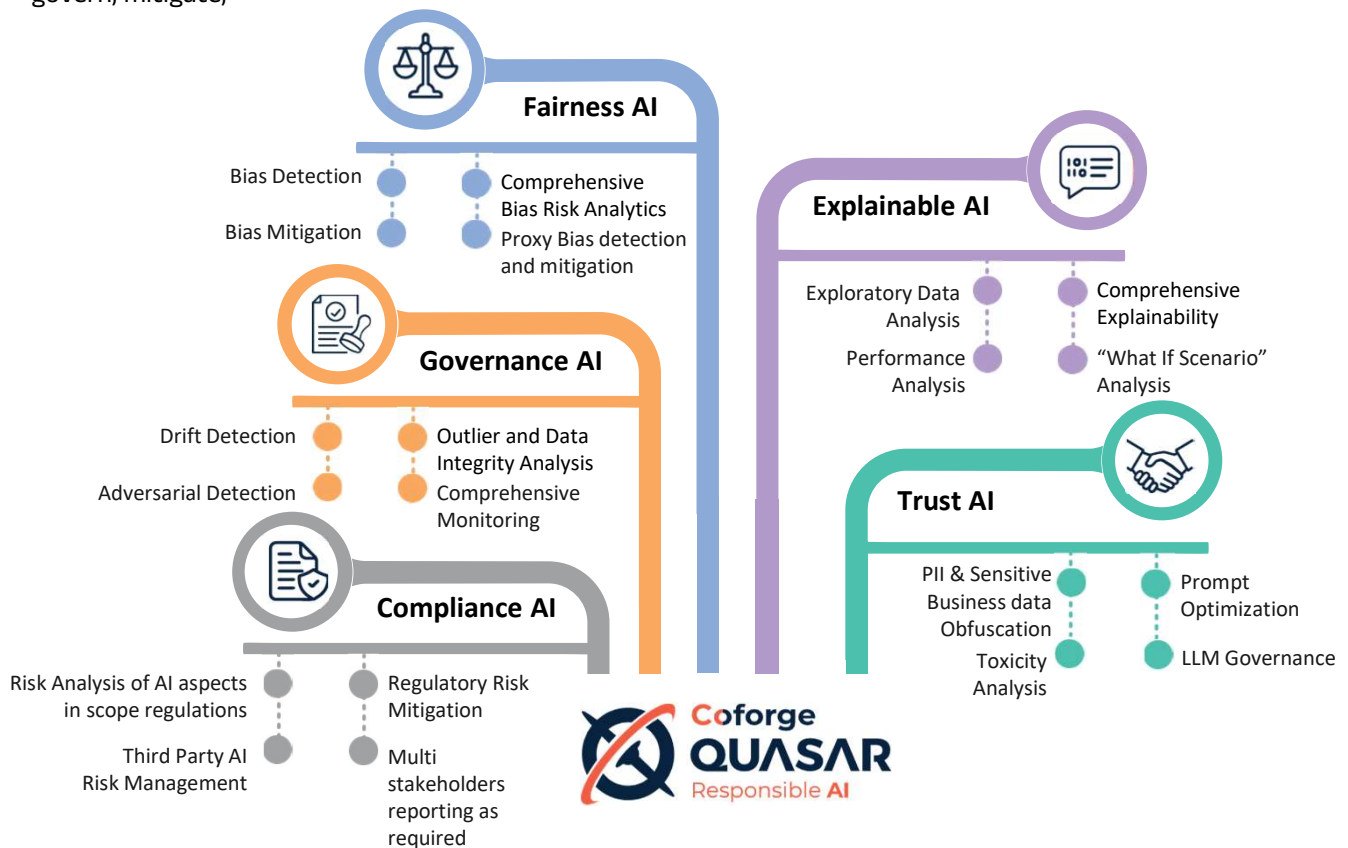 govern, mitigate,
Fairness AI
Bias Detection
Bias Mitigation
Comprehensive
Bias Risk Analytics
Proxy Bias detection
and mitigation
Explainable AI
Exploratory Data
Analysis
Performance
Analysis
Comprehensive
Explainability
“What If Scenario”
Analysis
Governance AI
Drift Detection
Adversarial Detection
Outlier and Data
Integrity Analysis
Comprehensive
Monitoring
Trust AI
PII & Sensitive
Business data
Obfuscation
Toxicity
Analysis
Prompt
Optimization
LLM Governance
Compliance AI
Risk Analysis of AI aspects
in scope regulations
Third Party AI
Risk Management
Regulatory Risk
Mitigation
Multi
stakeholders
reporting as
required
Coforge
QUASAR
Responsible AI